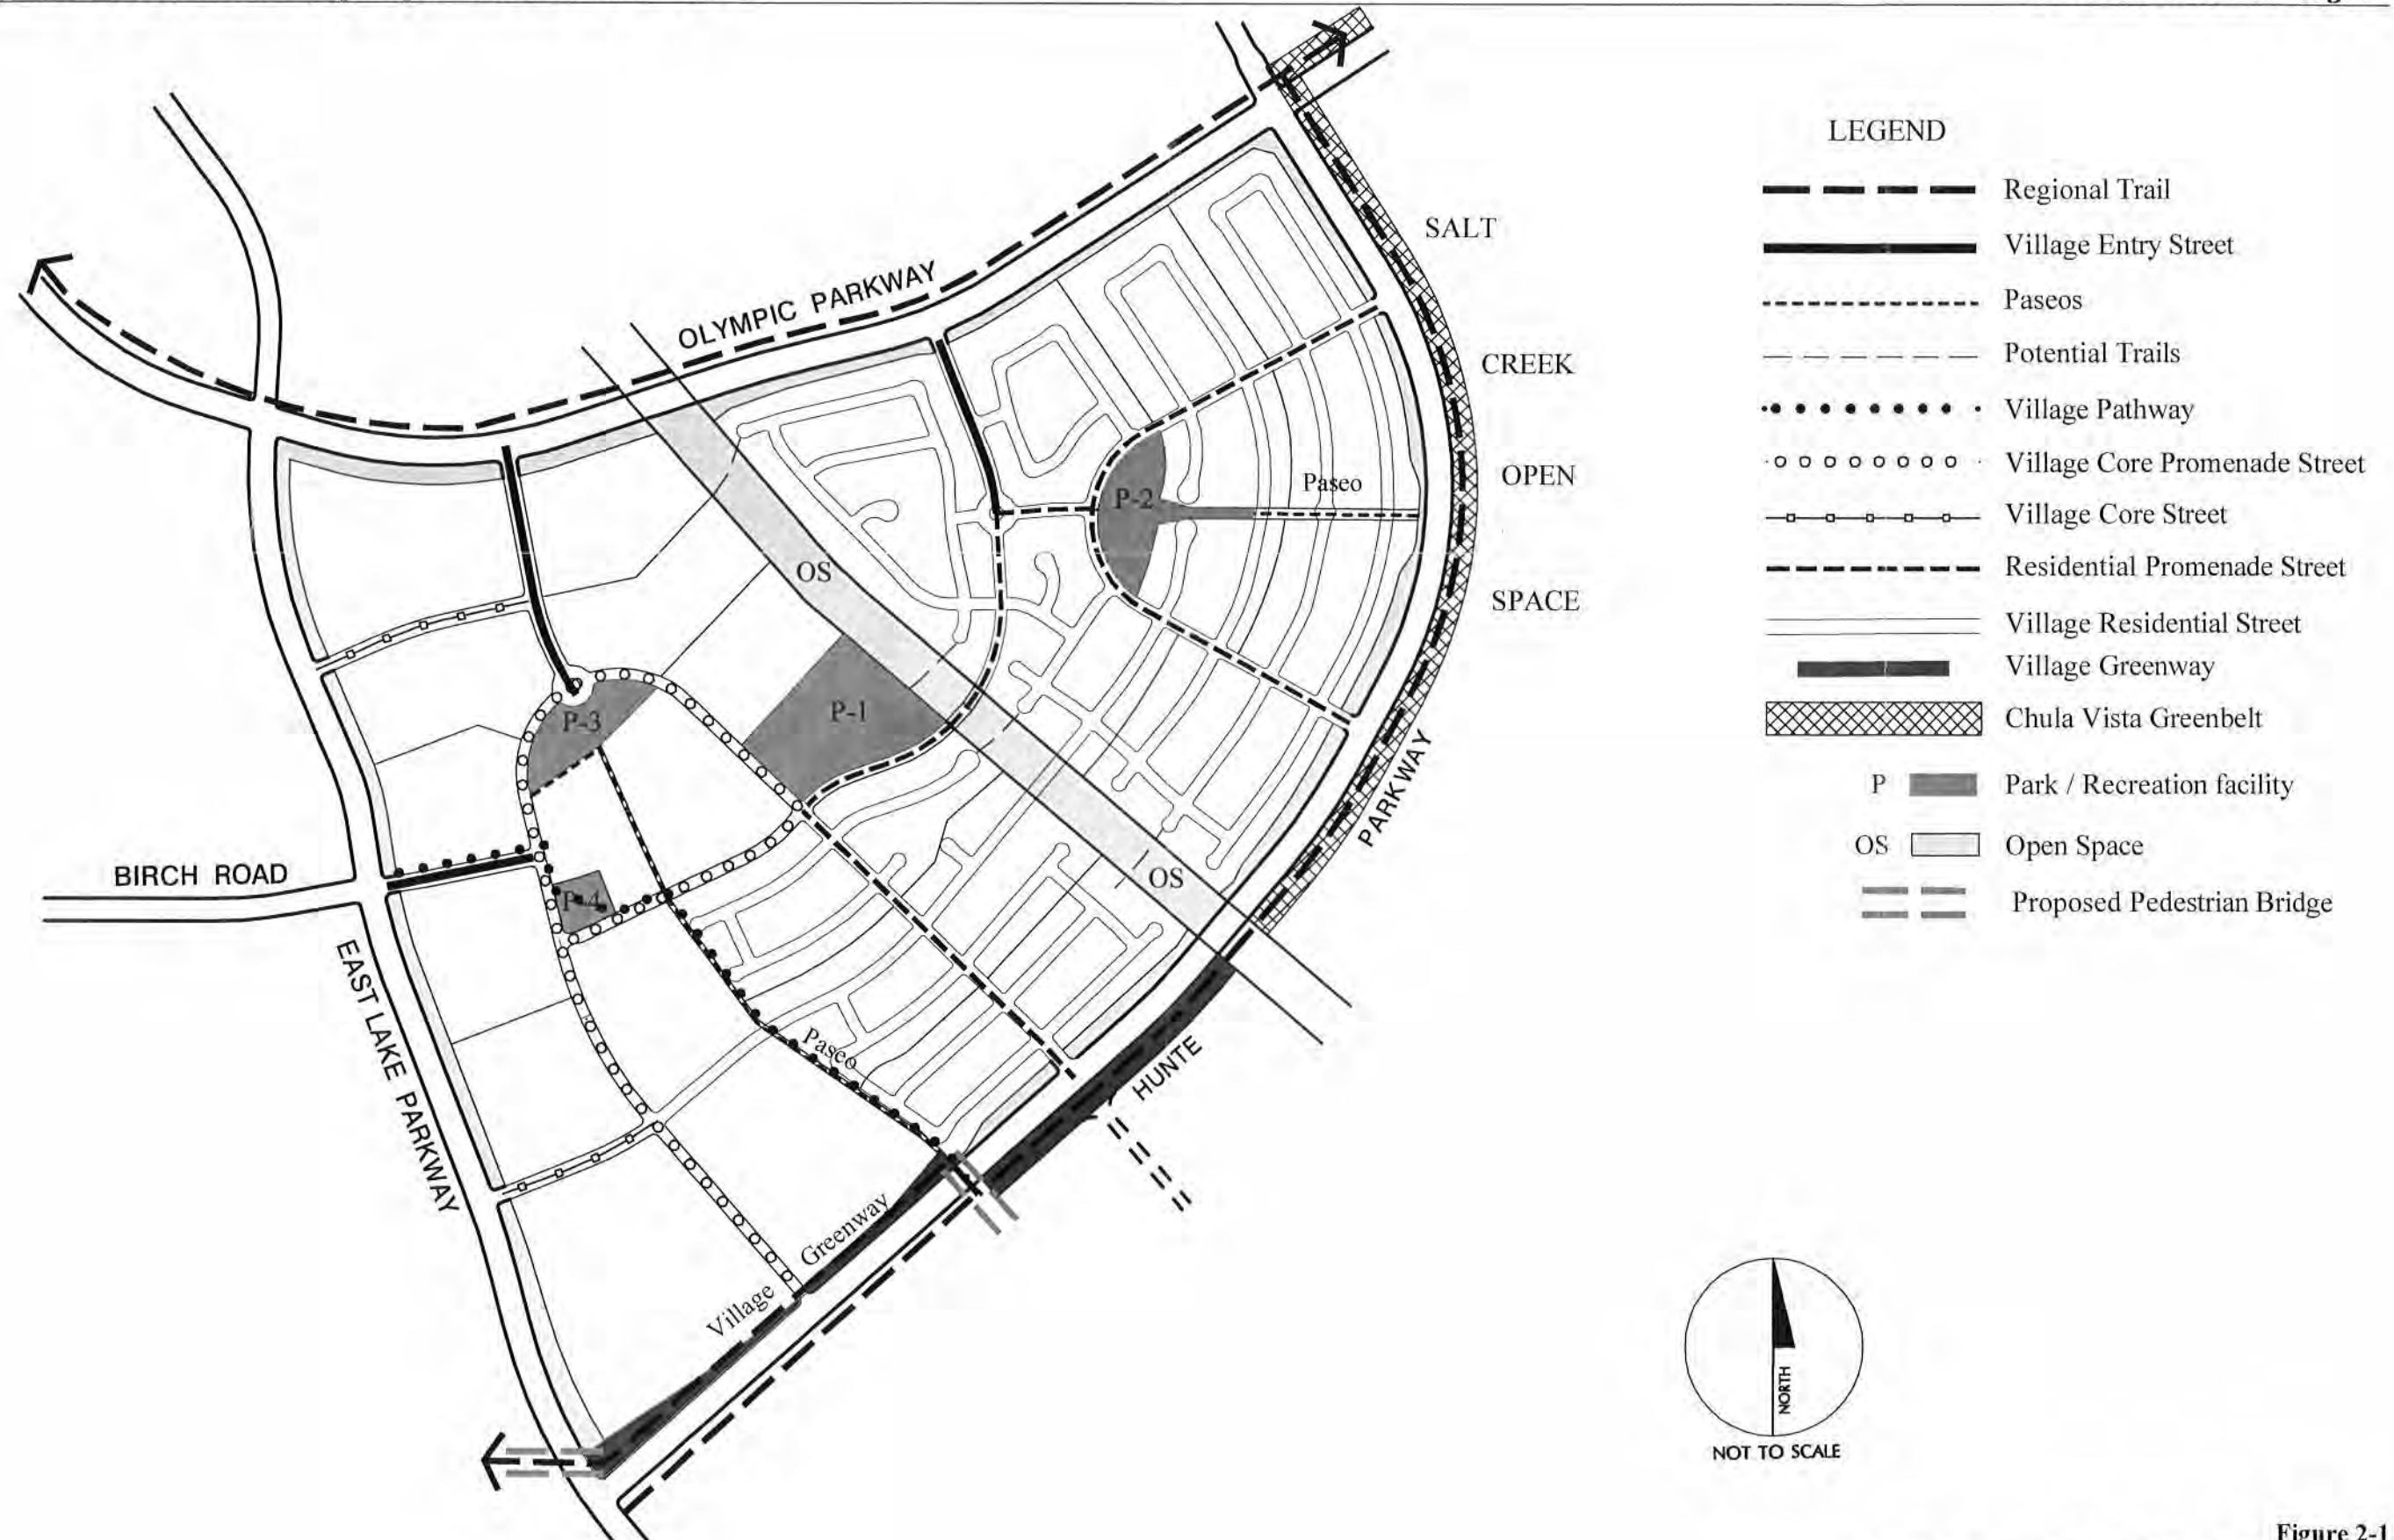 OLYMPIC PARKWAY
SALT
CREEK
OPEN
SPACE
P-2
Paseo
OS
P-1
P-3
P-4
BIRCH ROAD
EAST LAKE PARKWAY
OS
PARKWAY
HUNTE
Paseo
Village Greenway
LEGEND
Regional Trail
Village Entry Street
Paseos
Potential Trails
Village Pathway
Village Core Promenade Street
Village Core Street
Residential Promenade Street
Village Residential Street
Village Greenway
Chula Vista Greenbelt
P Park / Recreation facility
OS Open Space
Proposed Pedestrian Bridge
NORTH
NOT TO SCALE
Figure 2-1